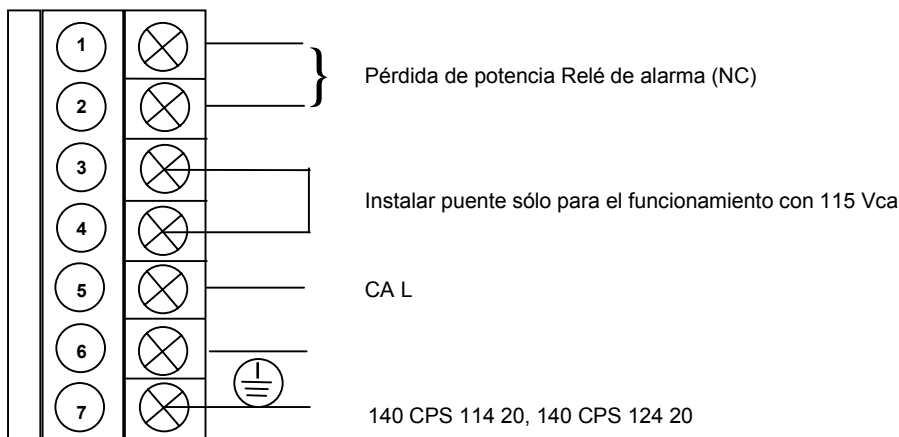 1
2
Pérdida de potencia Relé de alarma (NC)
3
4
Instalar puente sólo para el funcionamiento con 115 Vca
5
CA L
6
7
140 CPS 114 20, 140 CPS 124 20